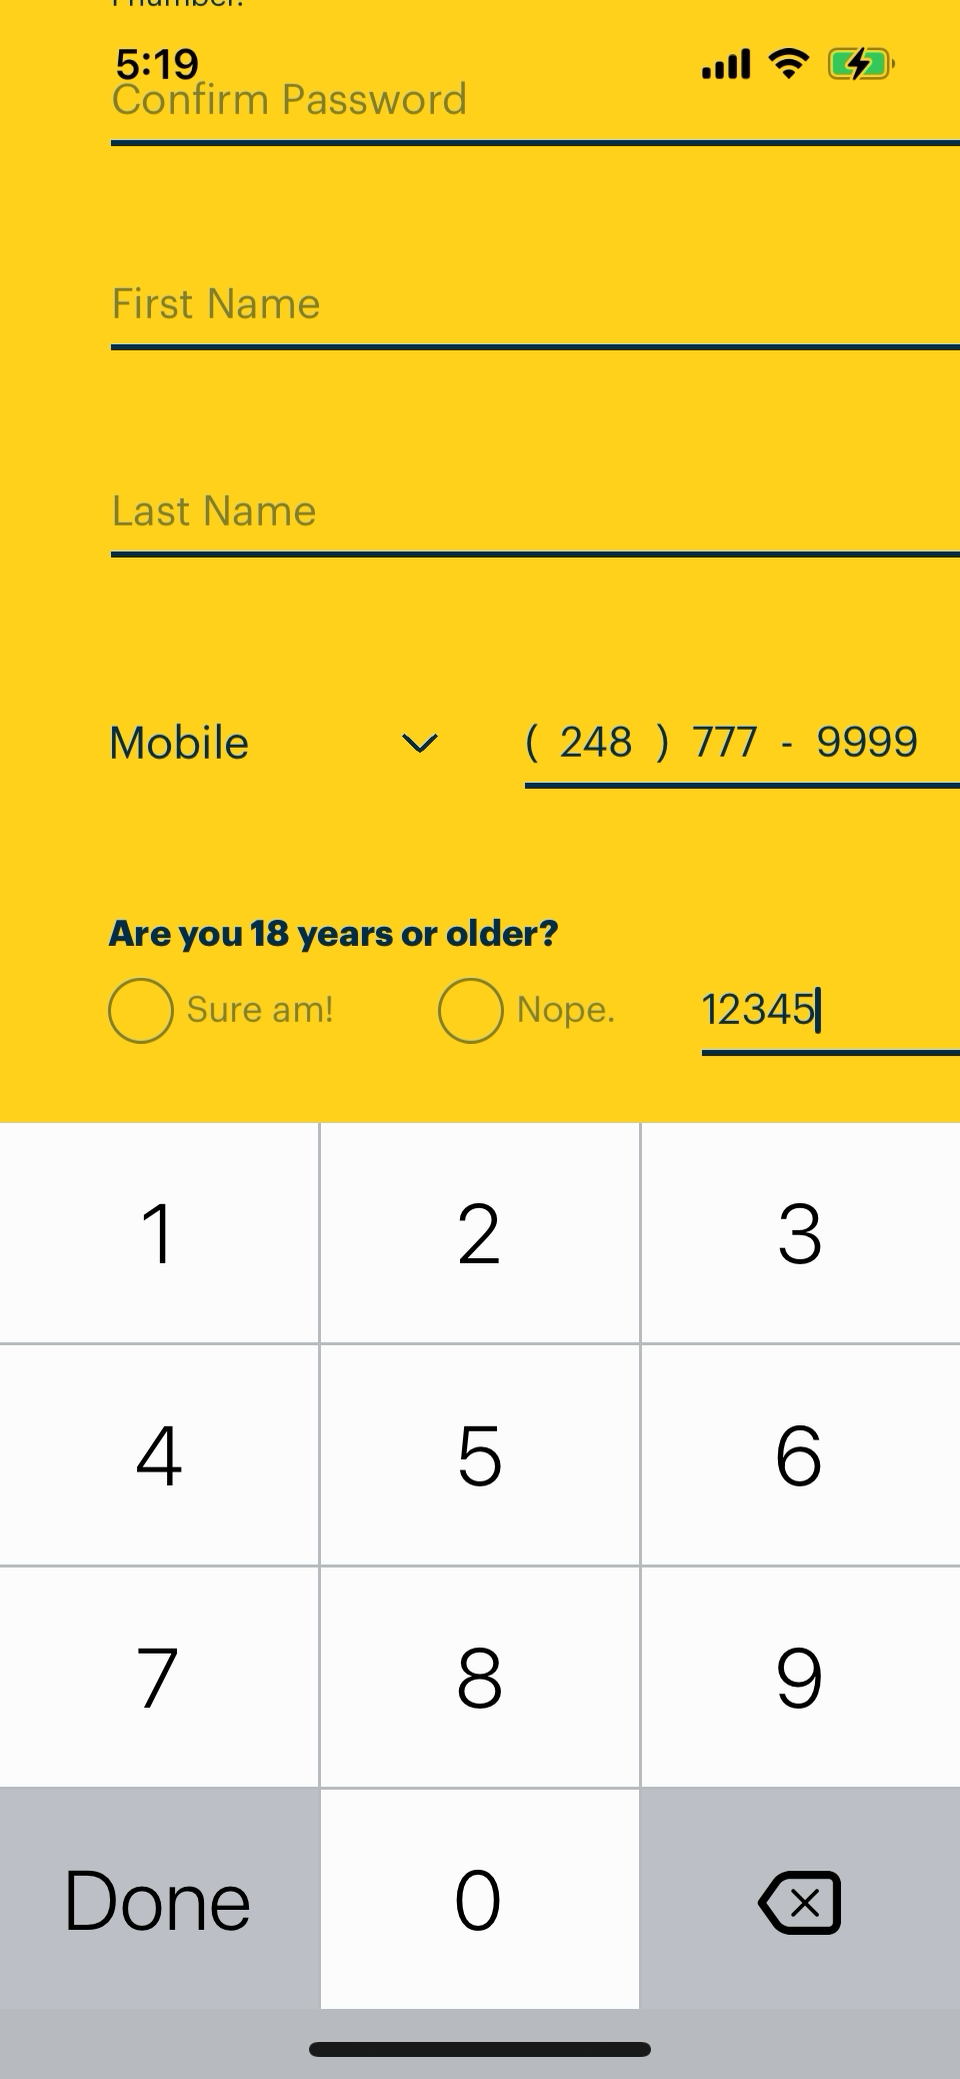 5:19
Confirm Password
First Name
Last Name
Mobile ( 248 ) 777 - 9999
Are you 18 years or older?
Sure am! Nope. 12345
1 2 3
4 5 6
7 8 9
Done 0